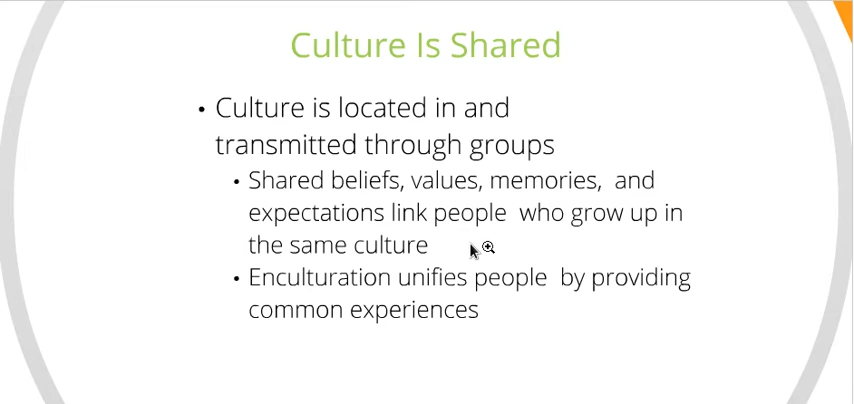 Culture Is Shared
• Culture is located in and
transmitted through groups
• Shared beliefs, values, memories,  and
expectations link people  who grow up in
the same culture
• Enculturation unifies people  by providing
common experiences